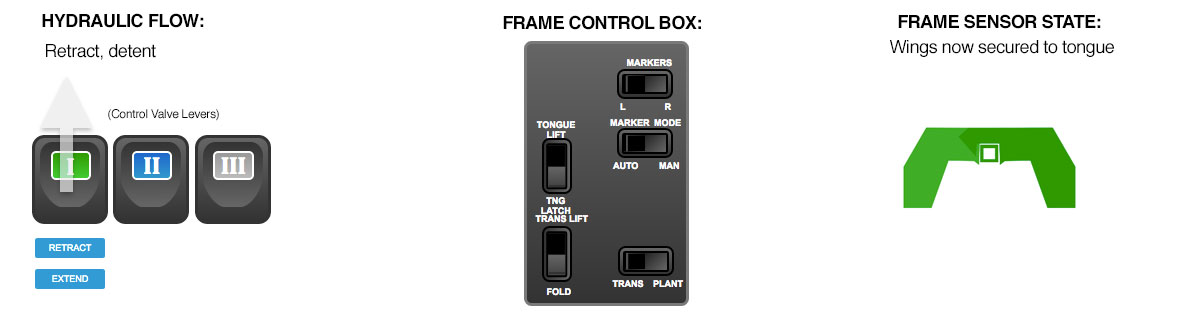 HYDRAULIC FLOW:
Retract, detent
(Control Valve Levers)
I
II
III
RETRACT
EXTEND
FRAME CONTROL BOX:
MARKERS
L R
MARKER MODE
AUTO MAN
TONGUE
LIFT
TNG
LATCH
TRANS LIFT
FOLD
TRANS PLANT
FRAME SENSOR STATE:
Wings now secured to tongue